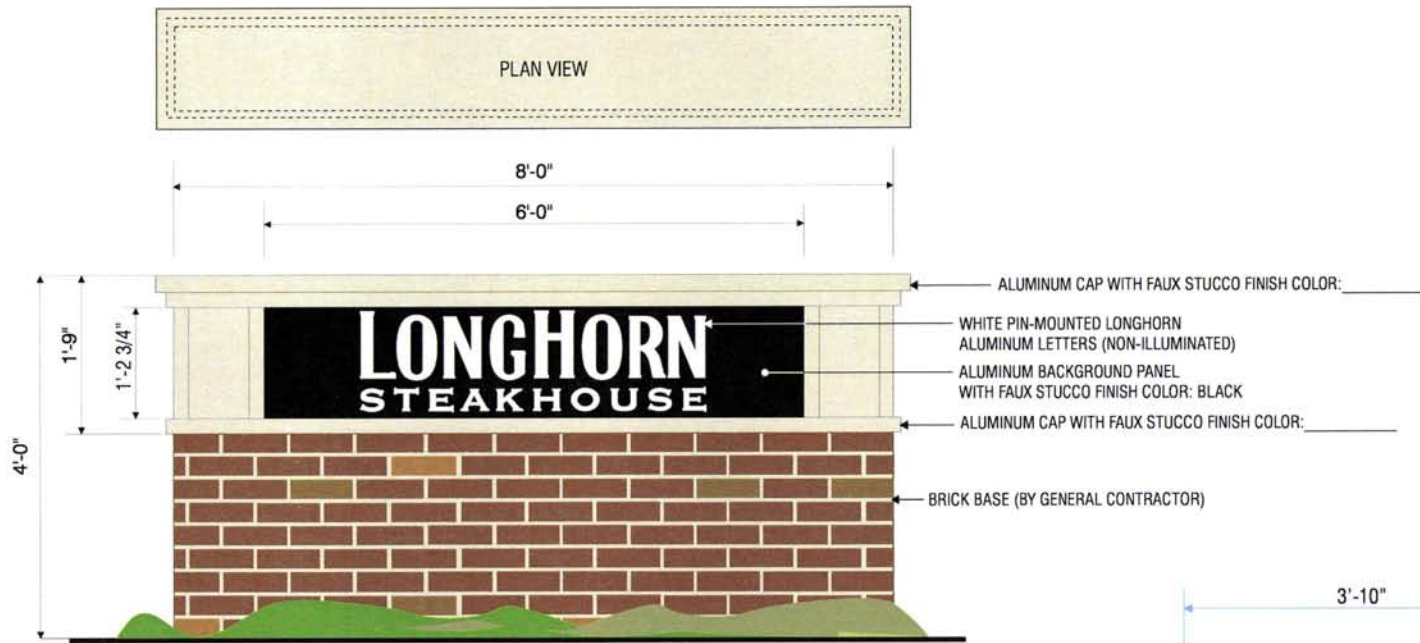 PLAN VIEW
8'-0"
6'-0"
4'-0"
1'-9"
1'-2 3/4"
LONGHORN
STEAKHOUSE
ALUMINUM CAP WITH FAUX STUCCO FINISH COLOR:
WHITE PIN-MOUNTED LONGHORN
ALUMINUM LETTERS (NON-ILLUMINATED)
ALUMINUM BACKGROUND PANEL
WITH FAUX STUCCO FINISH COLOR: BLACK
ALUMINUM CAP WITH FAUX STUCCO FINISH COLOR:
BRICK BASE (BY GENERAL CONTRACTOR)
3'-10"